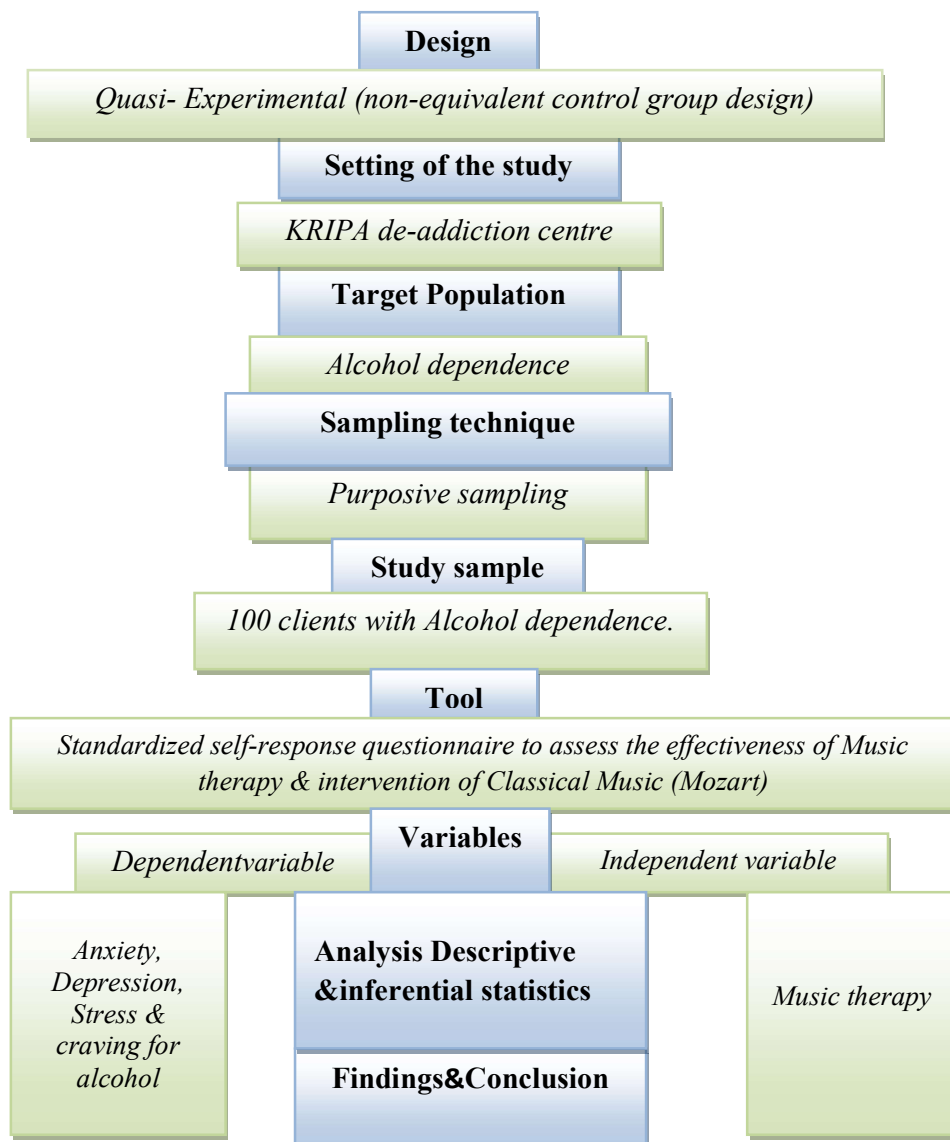 Design
Quasi- Experimental (non-equivalent control group design)
Setting of the study
KRIPA de-addiction centre
Target Population
Alcohol dependence
Sampling technique
Purposive sampling
Study sample
100 clients with Alcohol dependence.
Tool
Standardized self-response questionnaire to assess the effectiveness of Music
therapy & intervention of Classical Music (Mozart)
Variables
Dependentvariable
Independent variable
Anxiety,
Depression,
Stress &
craving for
alcohol
Analysis Descriptive
&inferential statistics
Music therapy
Findings&Conclusion